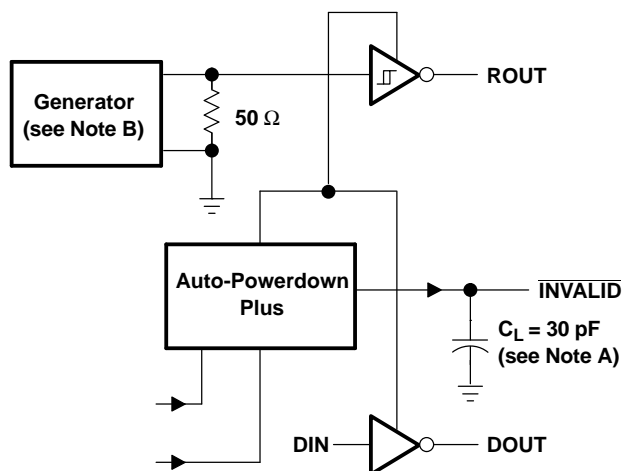 ROUT
Generator
(see Note B)
50 Ω
Auto-Powerdown
Plus
INVALID
C_L = 30 pF
(see Note A)
DIN
DOUT